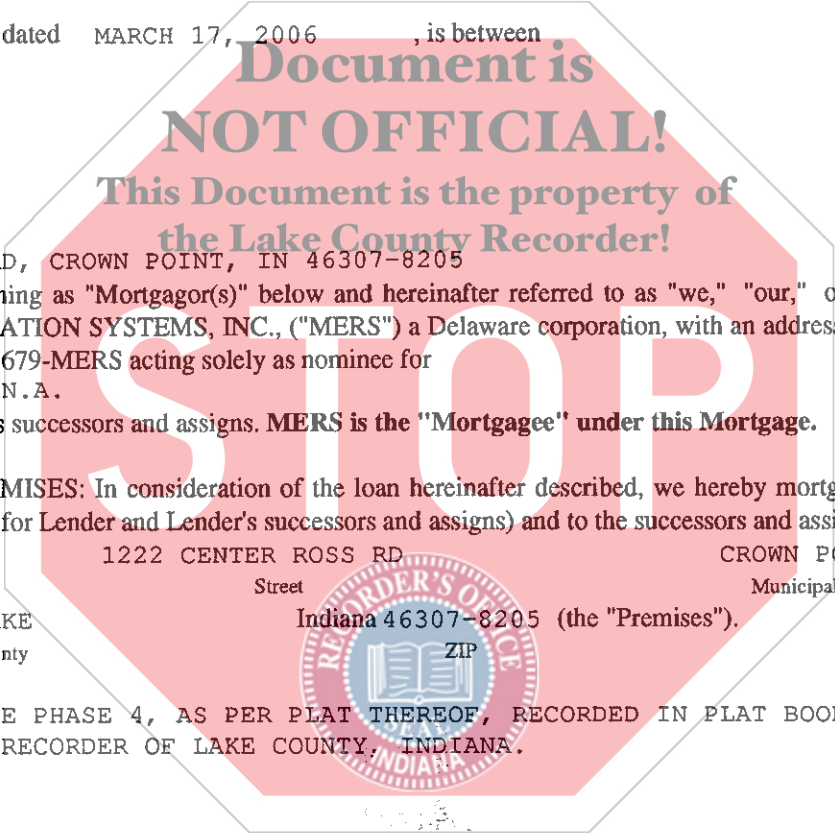 dated MARCH 17, 2006 , is between
Document is
NOT OFFICIAL!
This Document is the property of
the Lake County Recorder!
D, CROWN POINT, IN 46307-8205
ning as "Mortgagor(s)" below and hereinafter referred to as "we," "our," o
ATION SYSTEMS, INC., ("MERS") a Delaware corporation, with an address
679-MERS acting solely as nominee for
N.A.
s successors and assigns. MERS is the "Mortgagee" under this Mortgage.
STOP
MISES: In consideration of the loan hereinafter described, we hereby mortg
for Lender and Lender's successors and assigns) and to the successors and assi
1222 CENTER ROSS RD CROWN PO
Street Municipal
KE Indiana 46307-8205 (the "Premises").
nty ZIP
RECORDER'S OFFICE
SEAL
INDIANA
E PHASE 4, AS PER PLAT THEREOF, RECORDED IN PLAT BOOK
RECORDER OF LAKE COUNTY, INDIANA.